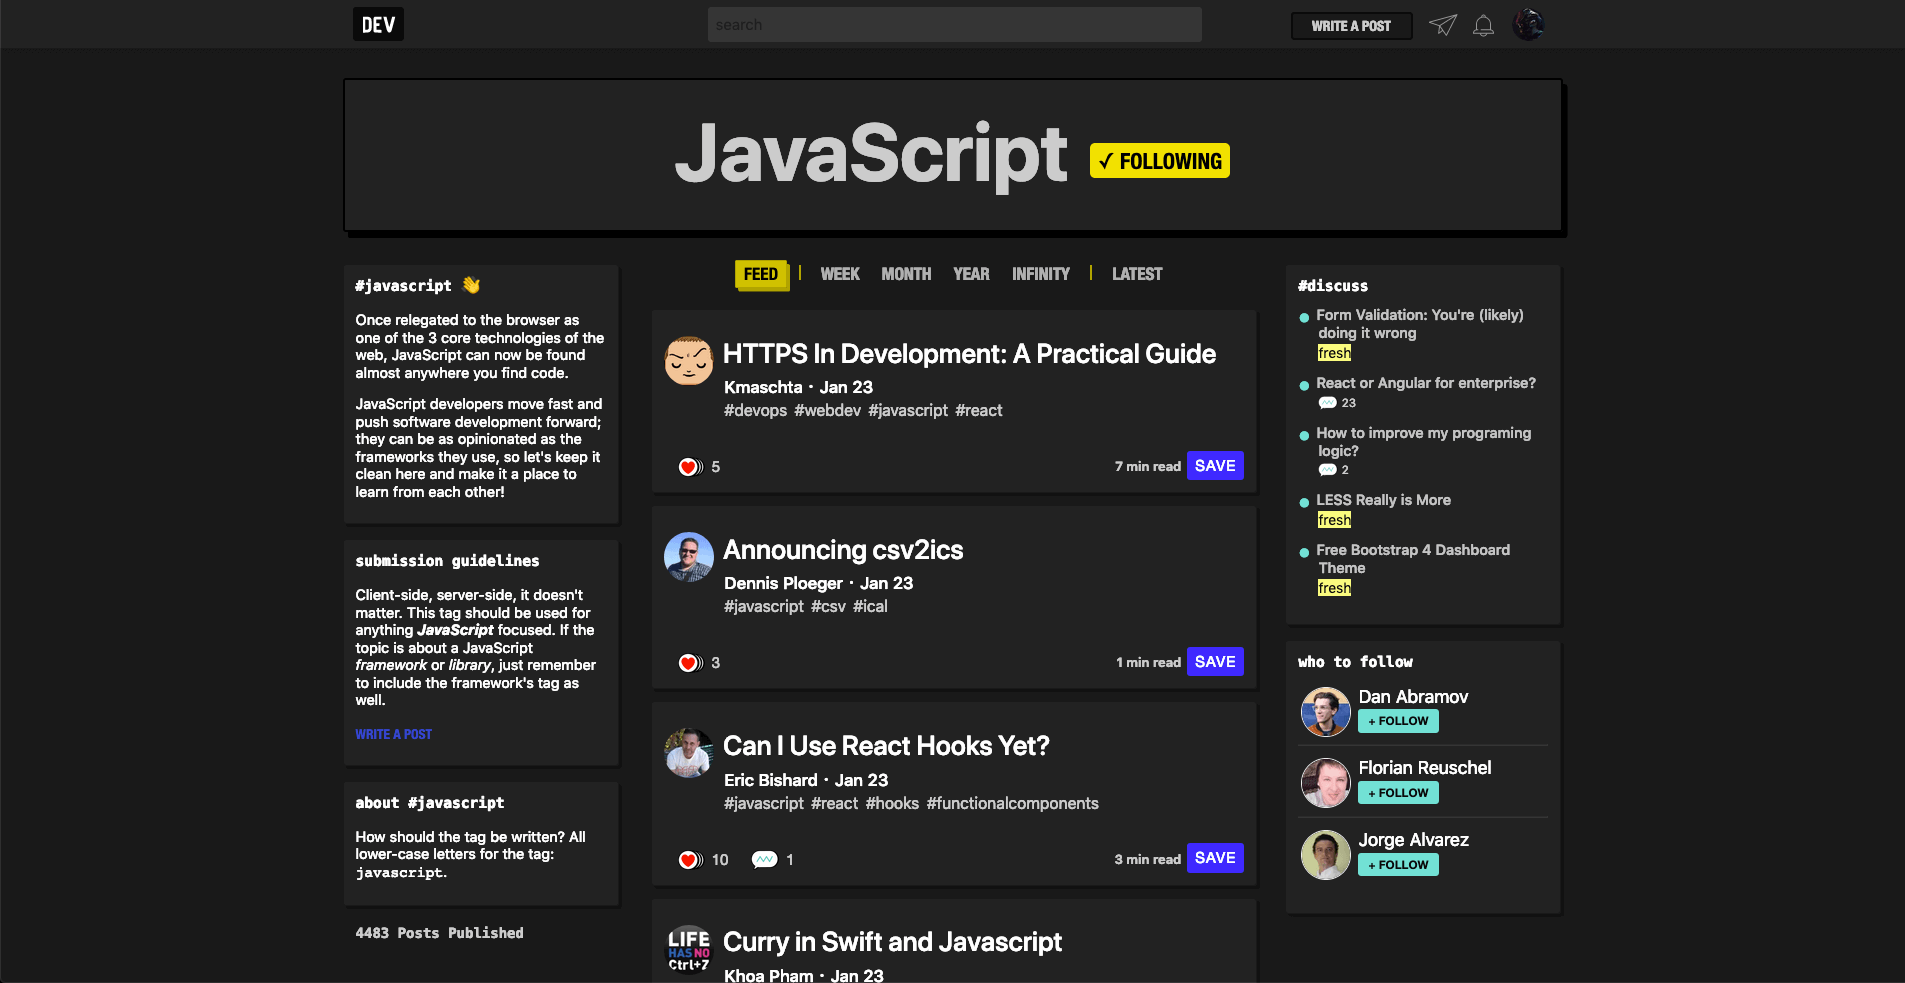 DEV
search
WRITE A POST
JavaScript
✓ FOLLOWING
#javascript 👋
Once relegated to the browser as
one of the 3 core technologies of the
web, JavaScript can now be found
almost anywhere you find code.
JavaScript developers move fast and
push software development forward;
they can be as opinionated as the
frameworks they use, so let's keep it
clean here and make it a place to
learn from each other!
submission guidelines
Client-side, server-side, it doesn't
matter. This tag should be used for
anything JavaScript focused. If the
topic is about a JavaScript
framework or library, just remember
to include the framework's tag as
well.
WRITE A POST
about #javascript
How should the tag be written? All
lower-case letters for the tag:
javascript.
4483 Posts Published
FEED | WEEK MONTH YEAR INFINITY | LATEST
HTTPS In Development: A Practical Guide
Kmaschta · Jan 23
#devops #webdev #javascript #react
5
7 min read SAVE
Announcing csv2ics
Dennis Ploeger · Jan 23
#javascript #csv #ical
3
1 min read SAVE
Can I Use React Hooks Yet?
Eric Bishard · Jan 23
#javascript #react #hooks #functionalcomponents
10 1
3 min read SAVE
LIFE
HAS NO
Ctrl+Z
Curry in Swift and Javascript
Khoa Pham · Jan 23
#discuss
Form Validation: You're (likely)
doing it wrong
fresh
React or Angular for enterprise?
23
How to improve my programing
logic?
2
LESS Really is More
fresh
Free Bootstrap 4 Dashboard
Theme
fresh
who to follow
Dan Abramov
+ FOLLOW
Florian Reuschel
+ FOLLOW
Jorge Alvarez
+ FOLLOW